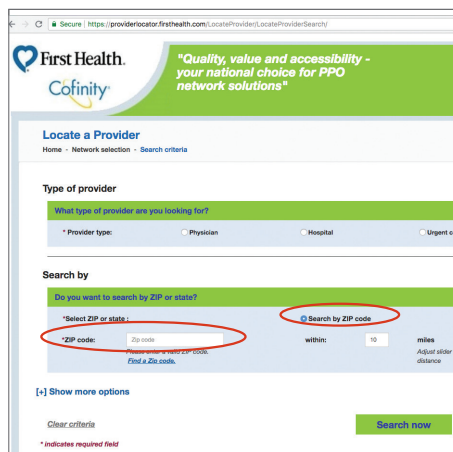 Secure | https://providerlocator.firsthealth.com/LocateProvider/LocateProviderSearch/
First Health.
Cofinity
"Quality, value and accessibility -
your national choice for PPO
network solutions"
Locate a Provider
Home - Network selection - Search criteria
Type of provider
What type of provider are you looking for?
* Provider type: Physician Hospital Urgent c
Search by
Do you want to search by ZIP or state?
*Select ZIP or state : Search by ZIP code
*ZIP code: Zip code within: 10 miles
Please enter a valid ZIP code. Adjust slider
Find a Zip code. distance
[+] Show more options
Clear criteria Search now
* indicates required field